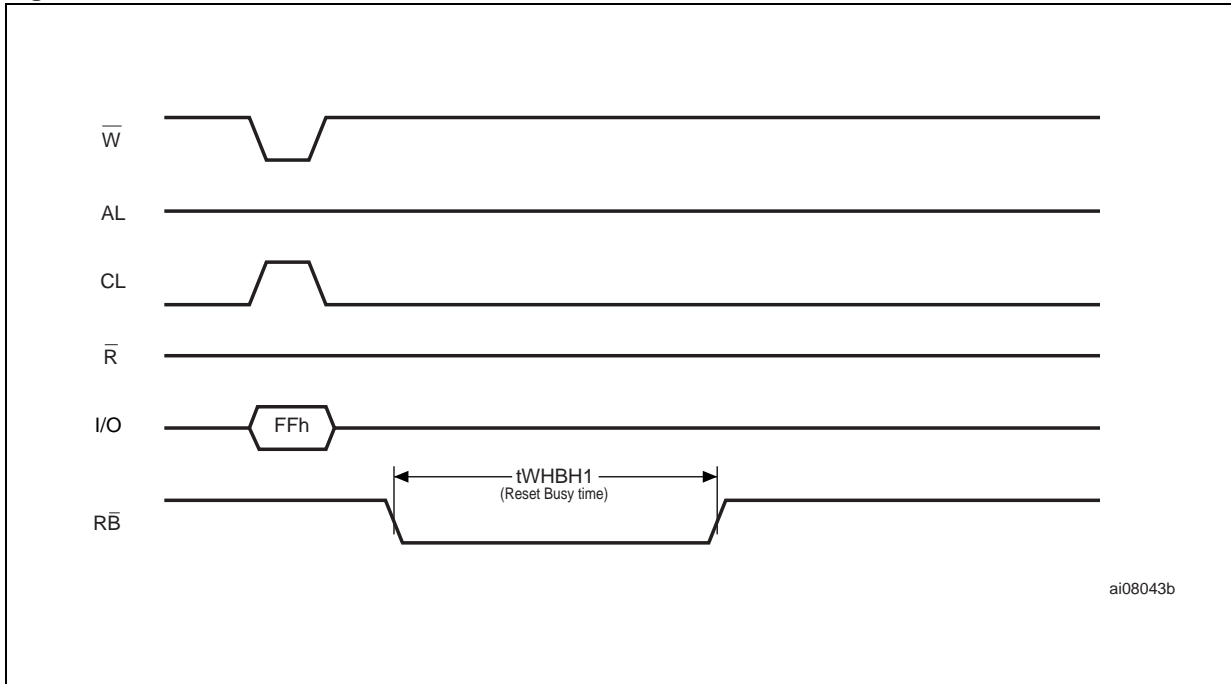 W̅
AL
CL
R̅
I/O
FFh
tWHBH1
(Reset Busy time)
RB̅
ai08043b